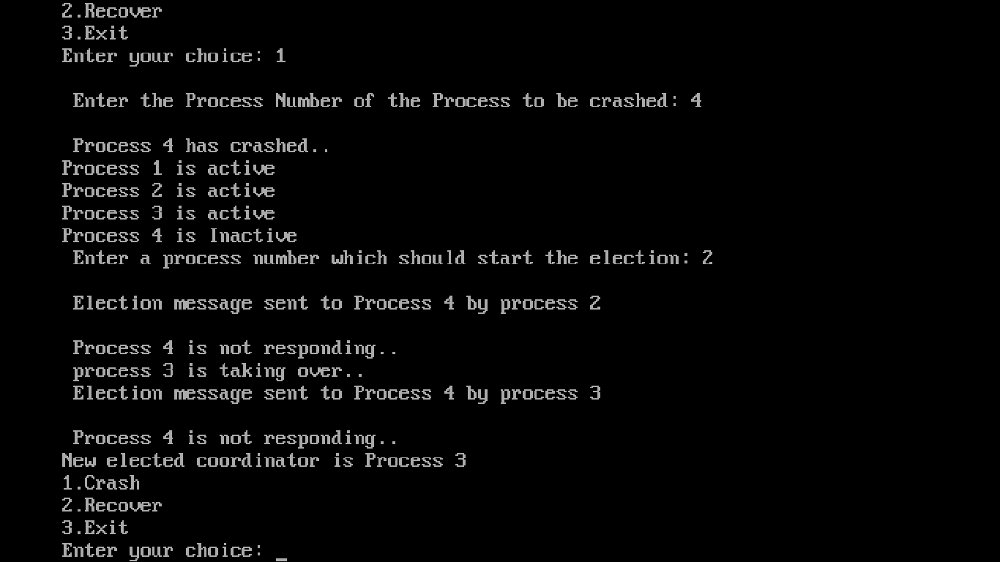 2.Recover
3.Exit
Enter your choice: 1
Enter the Process Number of the Process to be crashed: 4
Process 4 has crashed..
Process 1 is active
Process 2 is active
Process 3 is active
Process 4 is Inactive
Enter a process number which should start the election: 2
Election message sent to Process 4 by process 2
Process 4 is not responding..
process 3 is taking over..
Election message sent to Process 4 by process 3
Process 4 is not responding..
New elected coordinator is Process 3
1.Crash
2.Recover
3.Exit
Enter your choice: _